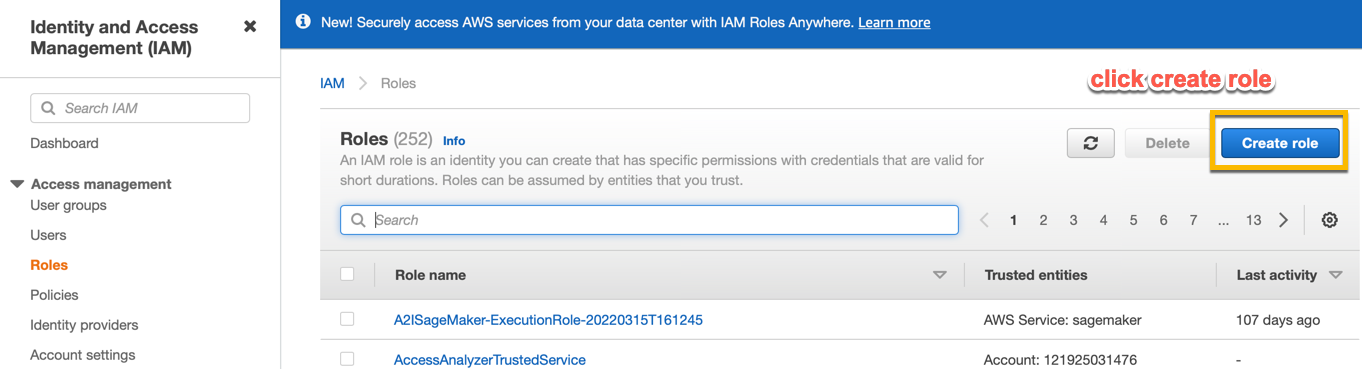 Identity and Access
Management (IAM)
New! Securely access AWS services from your data center with IAM Roles Anywhere. Learn more
Search IAM
Dashboard
Access management
User groups
Users
Roles
Policies
Identity providers
Account settings
IAM
Roles
click create role
Roles (252) Info
An IAM role is an identity you can create that has specific permissions with credentials that are valid for
short durations. Roles can be assumed by entities that you trust.
Delete
Create role
Search
1 2 3 4 5 6 7 ... 13
Role name Trusted entities Last activity
A2ISageMaker-ExecutionRole-20220315T161245 AWS Service: sagemaker 107 days ago
AccessAnalyzerTrustedService Account: 121925031476 -